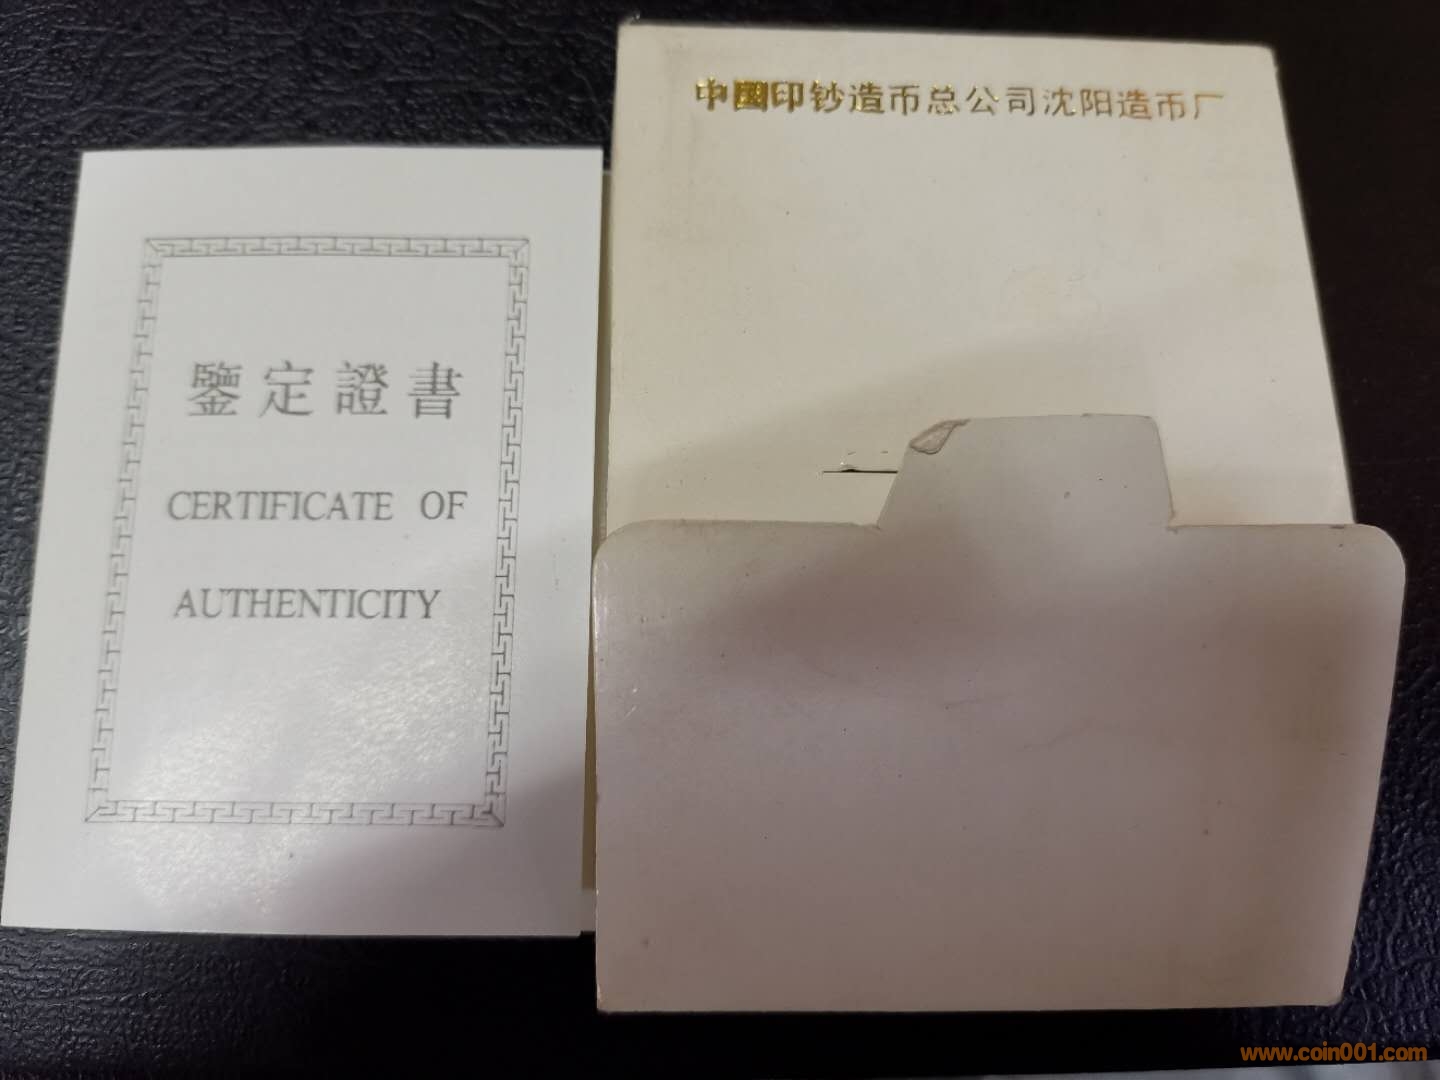 中国印钞造币总公司沈阳造币厂
鑒定證書
CERTIFICATE OF
AUTHENTICITY
www.coin001.com